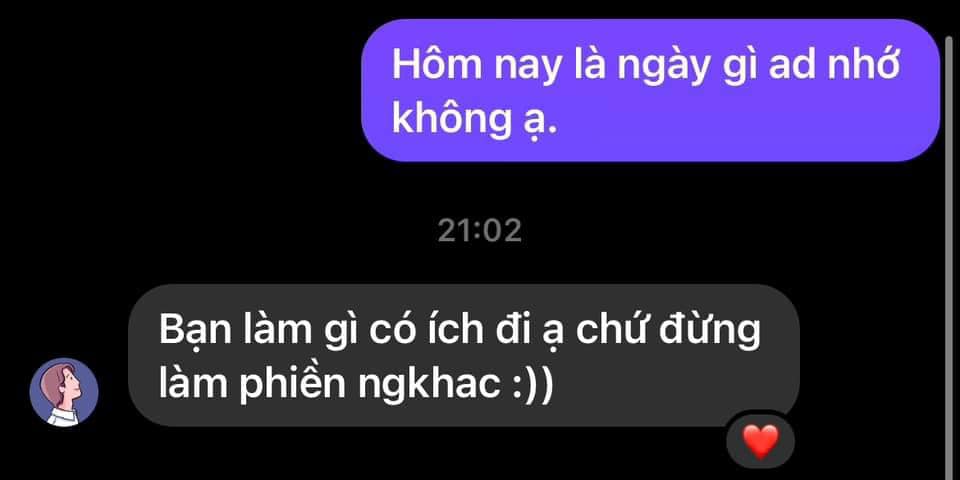 Hôm nay là ngày gì ad nhớ
không ạ.
21:02
Bạn làm gì có ích đi ạ chứ đừng
làm phiền ngkhac :))